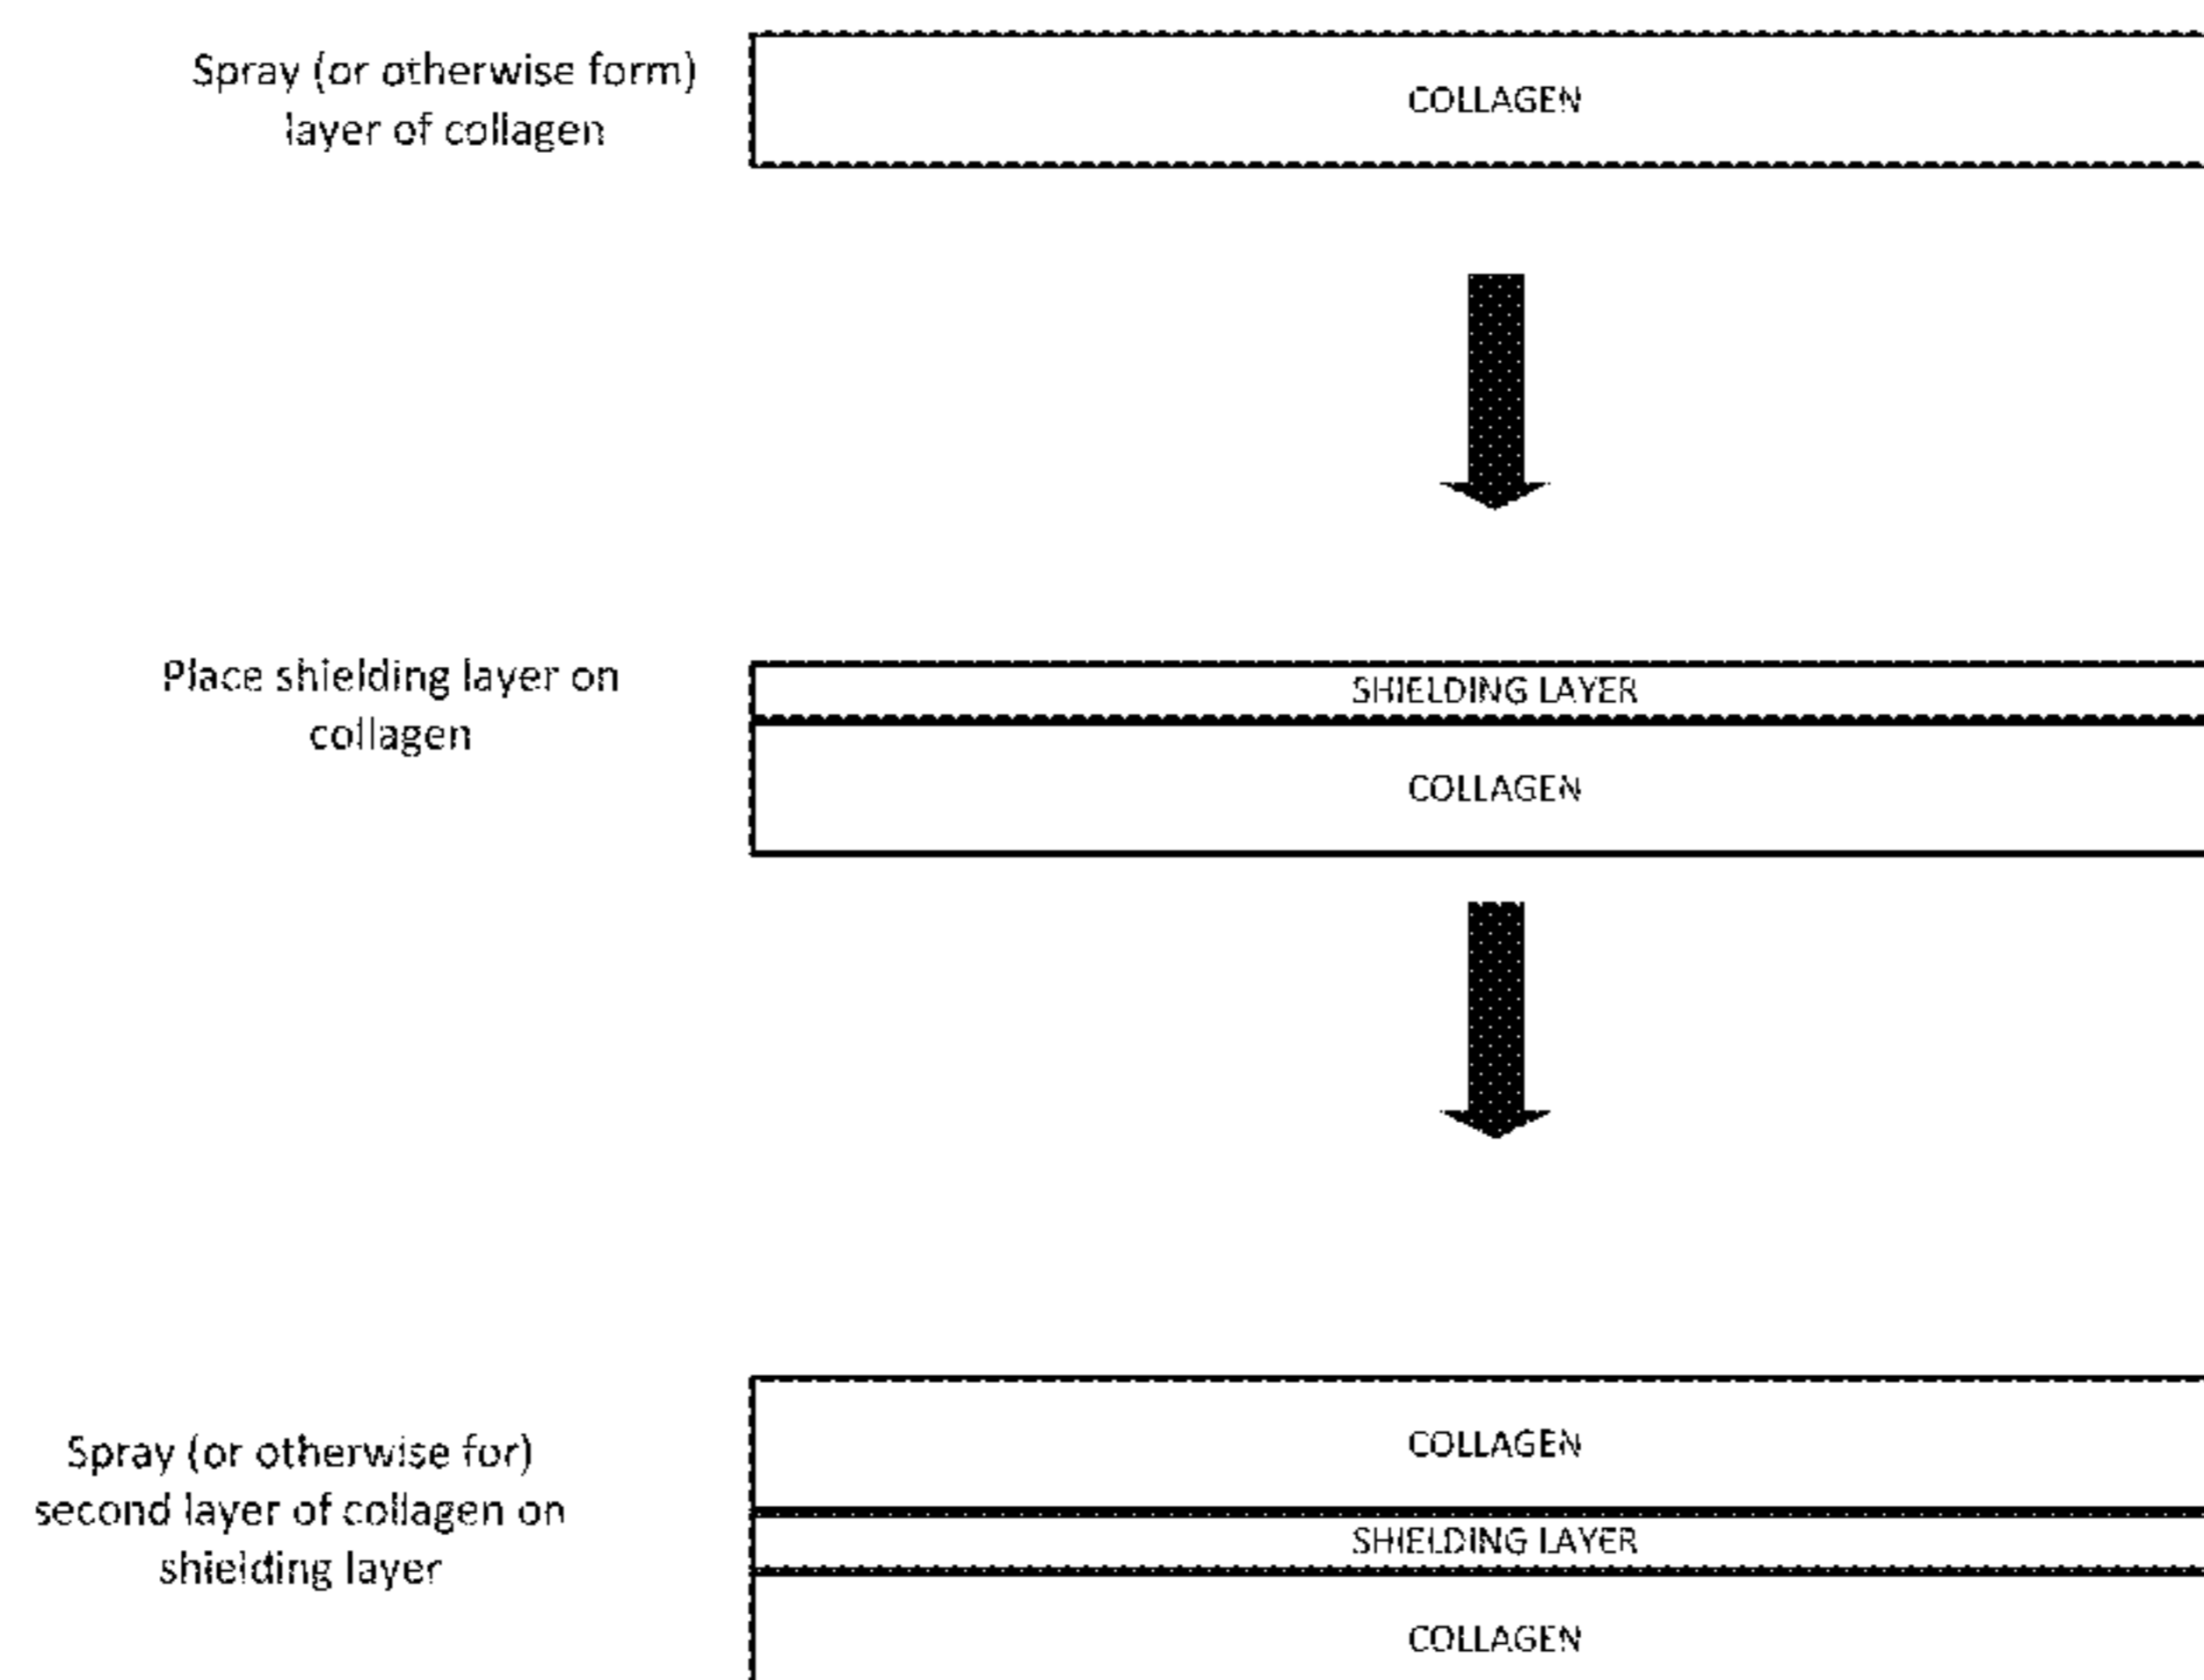 Spray (or otherwise form)
layer of collagen
COLLAGEN
Place shielding layer on
collagen
SHIELDING LAYER
COLLAGEN
Spray (or otherwise for)
second layer of collagen on
shielding layer
COLLAGEN
SHIELDING LAYER
COLLAGEN